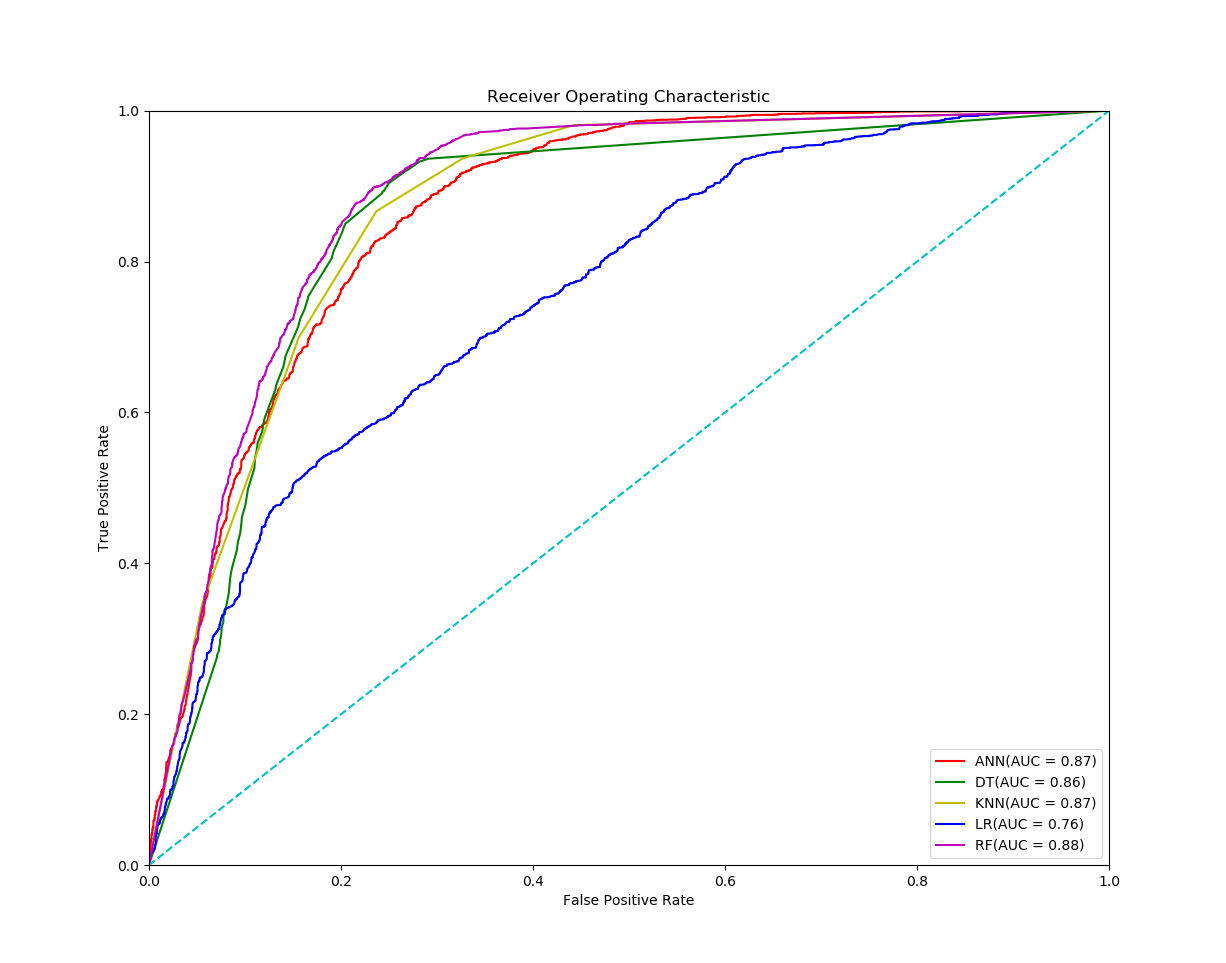 Receiver Operating Characteristic
1.0
0.8
0.6
0.4
0.2
0.0
True Positive Rate
0.0 0.2 0.4 0.6 0.8 1.0
False Positive Rate
ANN(AUC = 0.87)
DT(AUC = 0.86)
KNN(AUC = 0.87)
LR(AUC = 0.76)
RF(AUC = 0.88)